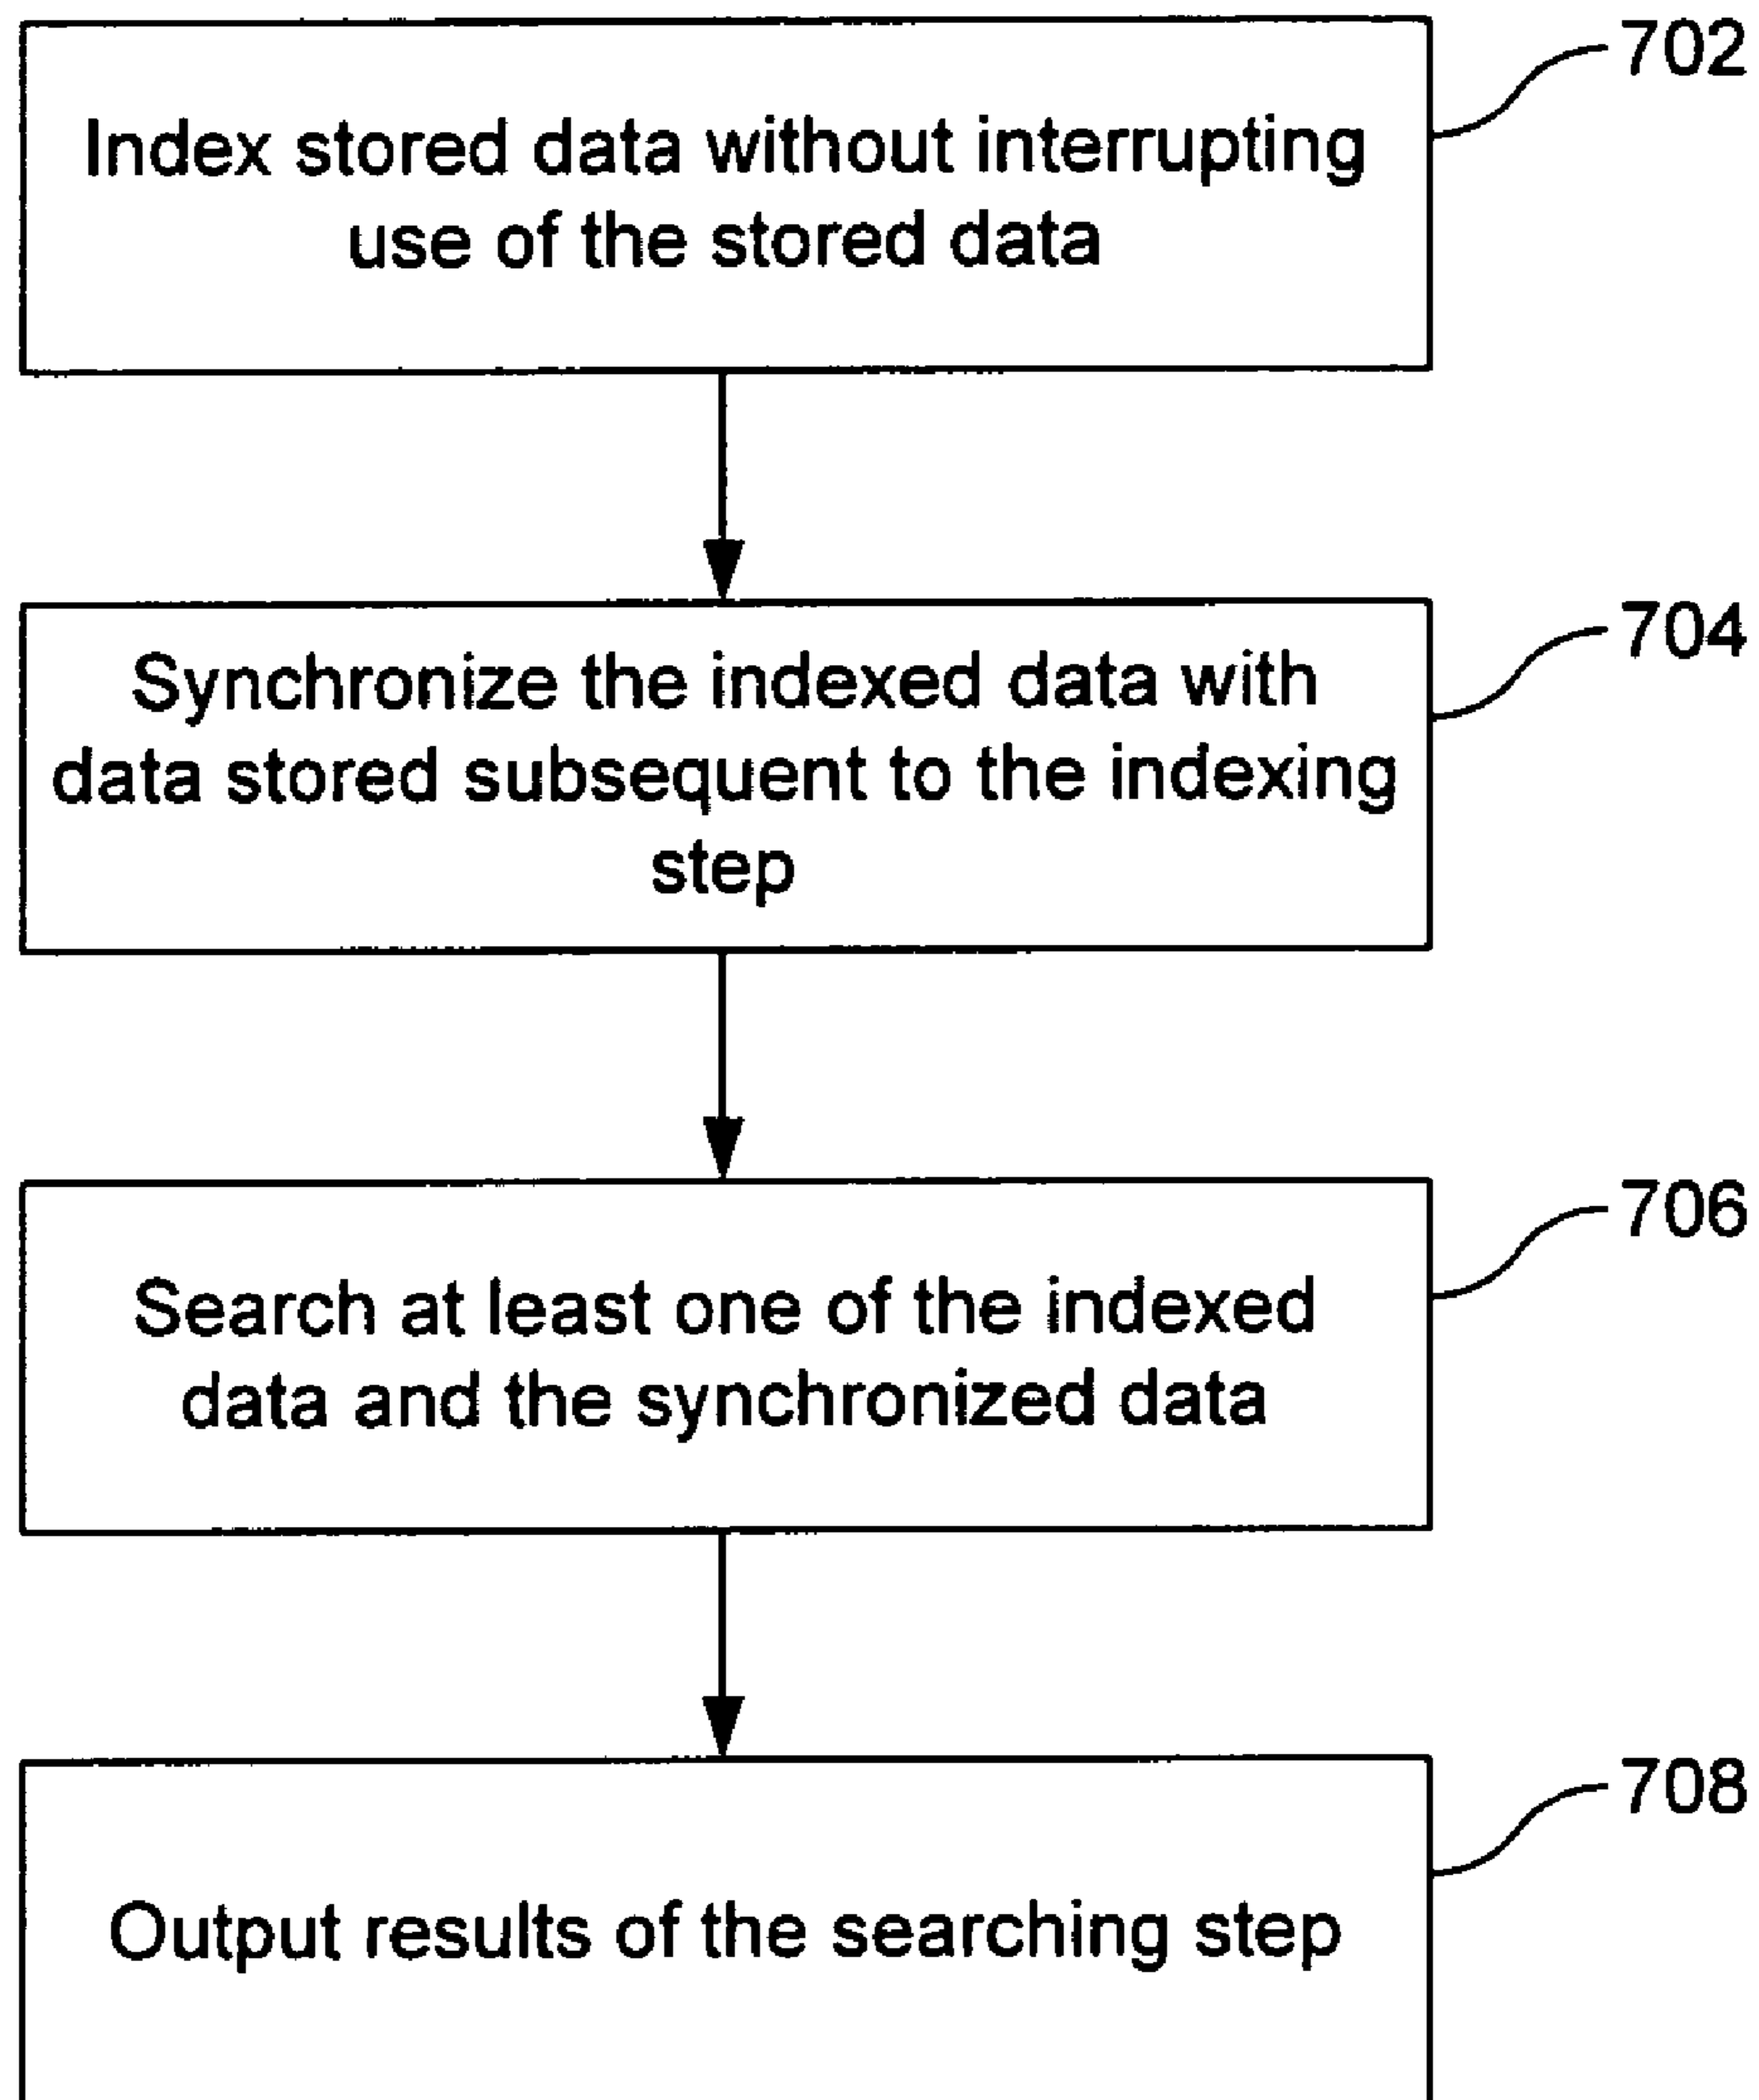 702
Index stored data without interrupting
use of the stored data
704
Synchronize the indexed data with
data stored subsequent to the indexing
step
706
Search at least one of the indexed
data and the synchronized data
708
Output results of the searching step